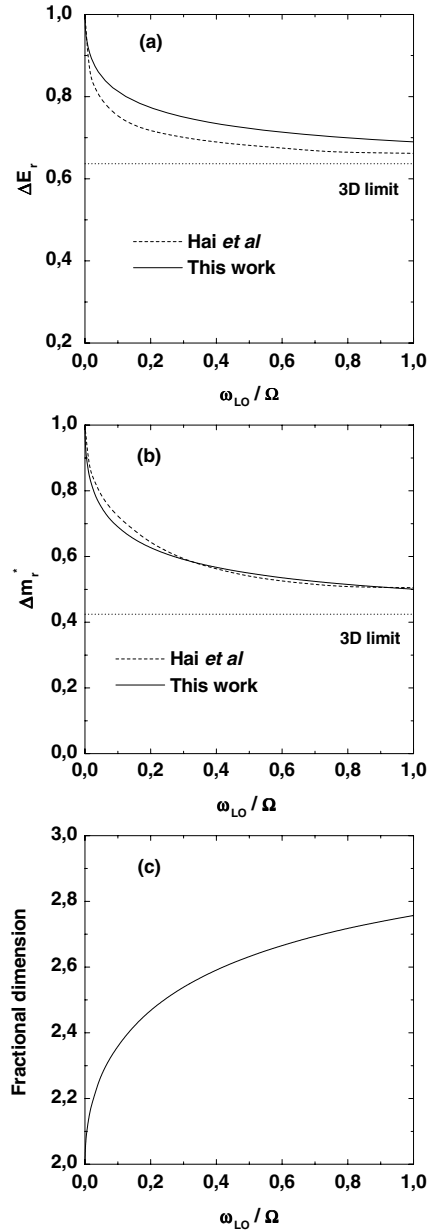 1,0
(a)
0,8
ΔE_r
0,6
3D limit
Hai et al
0,4
This work
0,2
0,0 0,2 0,4 0,6 0,8 1,0
ω_LO / Ω
1,0
(b)
0,8
0,6
Δm*_r
0,4
3D limit
Hai et al
0,2
This work
0,0
0,0 0,2 0,4 0,6 0,8 1,0
ω_LO / Ω
3,0
(c)
2,8
Fractional dimension
2,6
2,4
2,2
2,0
0,0 0,2 0,4 0,6 0,8 1,0
ω_LO / Ω